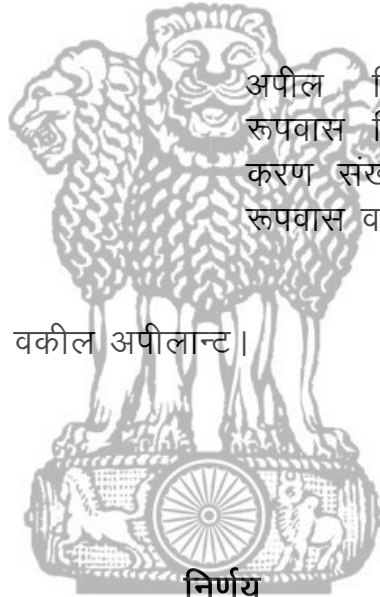 अपील
रूपवास
करण
रूपवास
वकील अपीलान्ट।
निर्णय